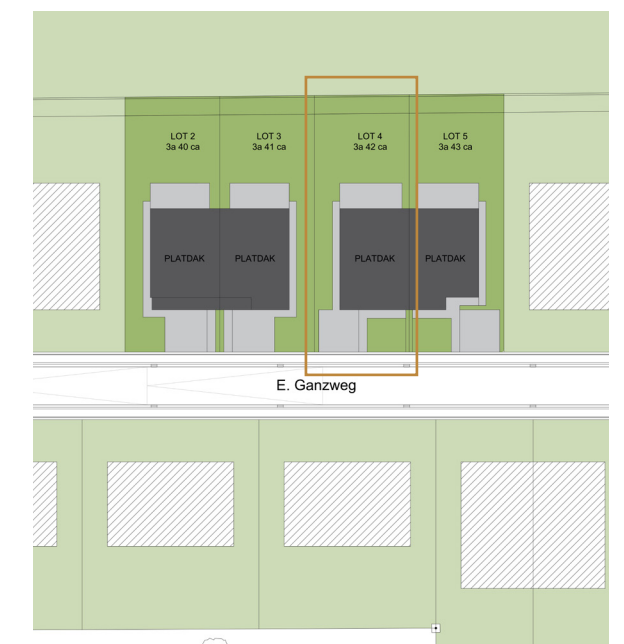 LOT 2
3a 40 ca
LOT 3
3a 41 ca
LOT 4
3a 42 ca
LOT 5
3a 43 ca
PLATDAK
PLATDAK
PLATDAK
PLATDAK
E. Ganzweg